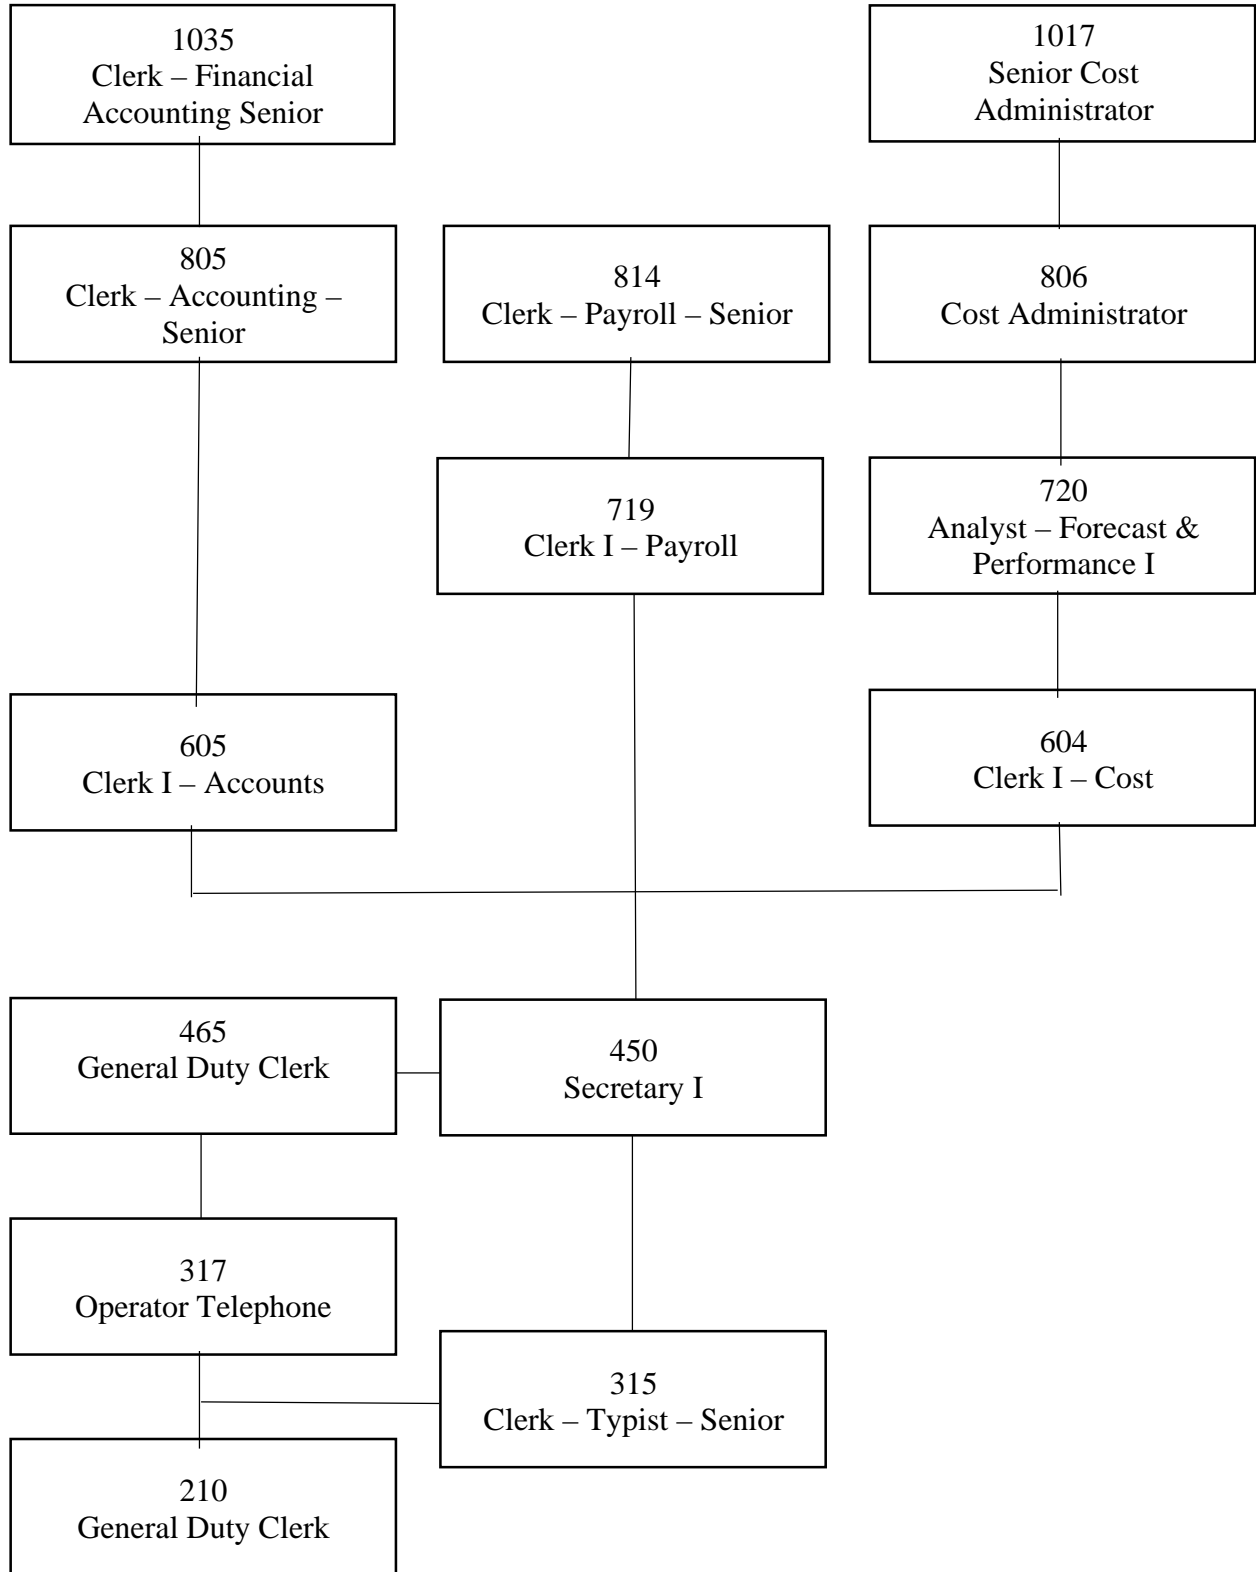 1035
Clerk – Financial
Accounting Senior
1017
Senior Cost
Administrator
805
Clerk – Accounting –
Senior
814
Clerk – Payroll – Senior
806
Cost Administrator
719
Clerk I – Payroll
720
Analyst – Forecast &
Performance I
605
Clerk I – Accounts
604
Clerk I – Cost
465
General Duty Clerk
450
Secretary I
317
Operator Telephone
315
Clerk – Typist – Senior
210
General Duty Clerk